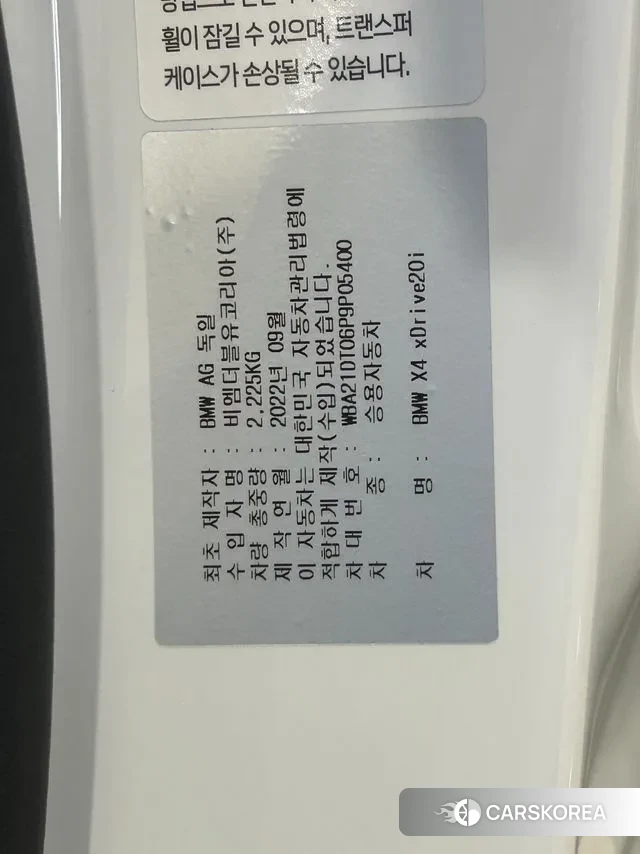 휠이 잠길 수 있으며, 트랜스퍼
케이스가 손상될 수 있습니다.
최초 제작자 : BMW AG 독일
수 입 자 명 : 비엠더블유코리아(주)
차량 총중량 : 2,225KG
제 작 연 월 : 2022년 09월
이 자동차는 대한민국 자동차관리법령에
적합하게 제작(수입)되었습니다.
차 대 번 호 : WBA21DT06P9P05400
차 종 : 승용자동차
차 명 : BMW X4 xDrive20i
CARSKOREA